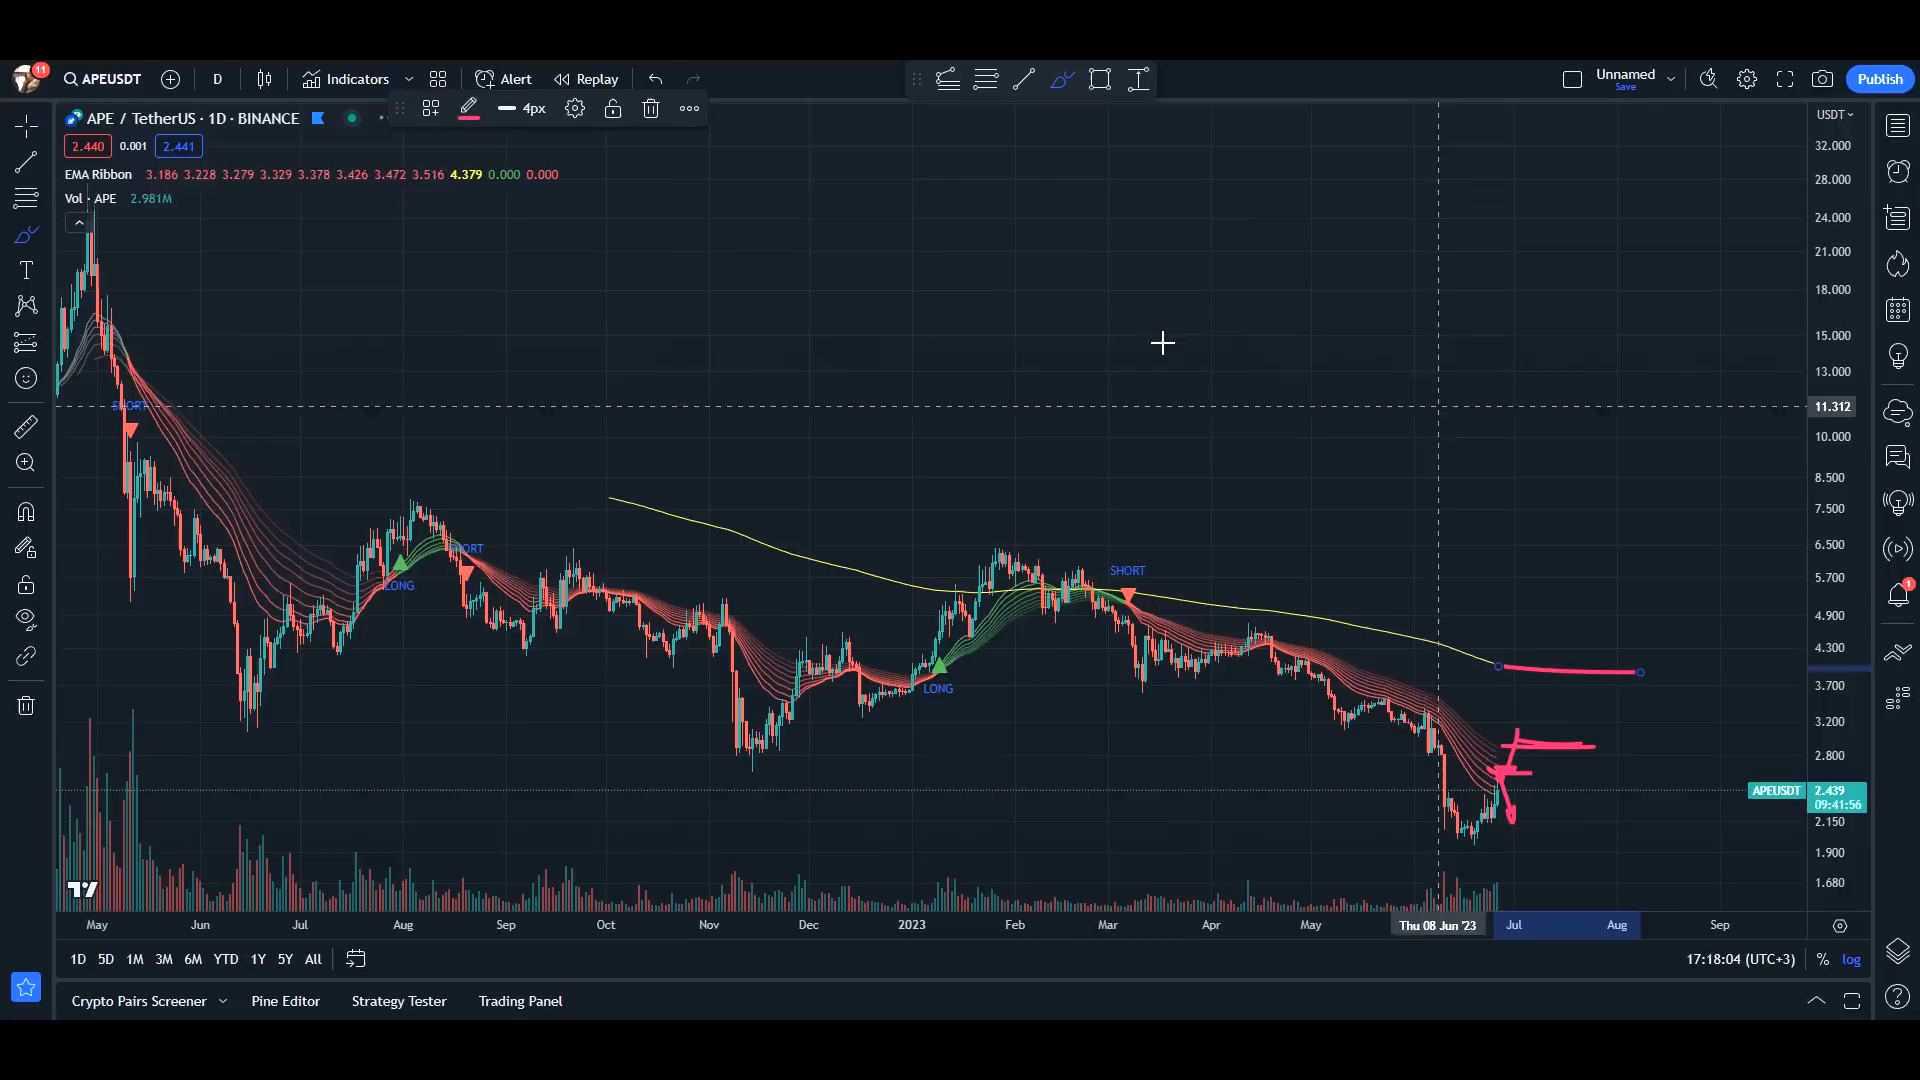 11
APEUSDT
D
Indicators
Alert
Replay
Unnamed
Save
Publish
4px
APE / TetherUS · 1D · BINANCE
USDT
2.440 0.001 2.441
EMA Ribbon 3.186 3.228 3.279 3.329 3.378 3.426 3.472 3.516 4.379 0.000 0.000
Vol · APE 2.981M
32.000
28.000
24.000
21.000
18.000
15.000
13.000
SHORT
11.312
10.000
8.500
7.500
SHORT
6.500
LONG
SHORT
5.700
4.900
4.300
LONG
3.700
3.200
2.800
APEUSDT 2.439
09:41:56
2.150
1.900
1.680
1
May Jun Jul Aug Sep Oct Nov Dec 2023 Feb Mar Apr May Thu 08 Jun '23 Jul Aug Sep
1D 5D 1M 3M 6M YTD 1Y 5Y All
17:18:04 (UTC+3) % log
Crypto Pairs Screener Pine Editor Strategy Tester Trading Panel